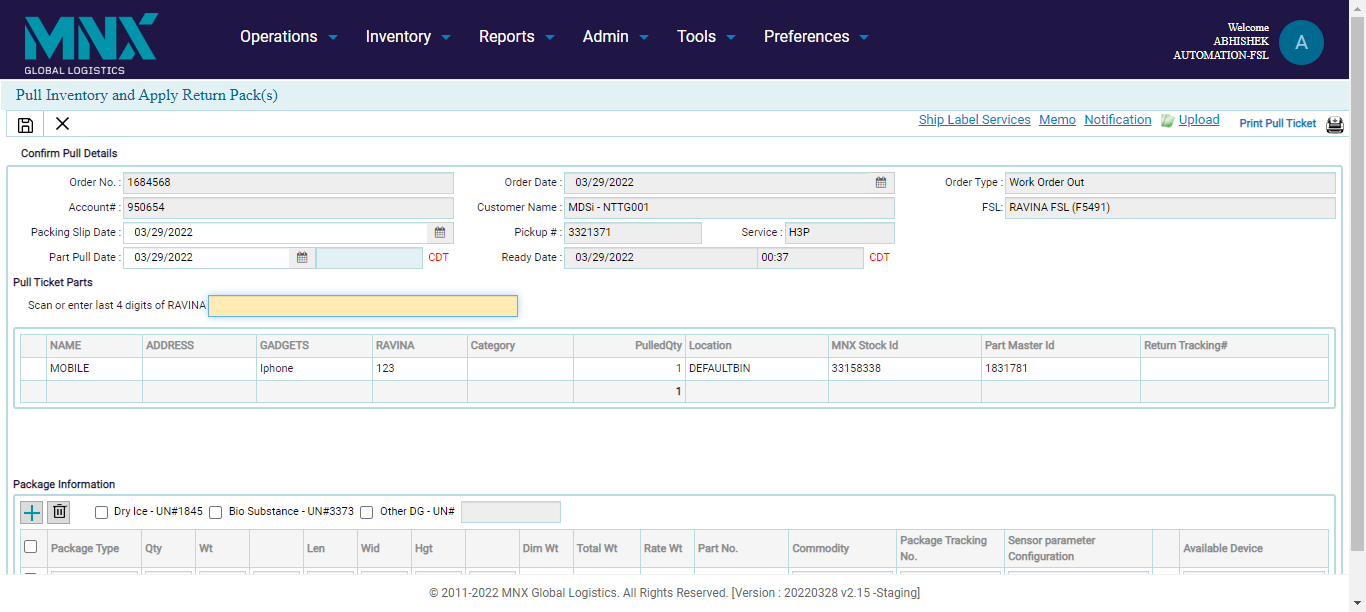 MNX
GLOBAL LOGISTICS
Operations Inventory Reports Admin Tools Preferences
Welcome
ABHISHEK
AUTOMATION-FSL
A
Pull Inventory and Apply Return Pack(s)
Ship Label Services Memo Notification Upload Print Pull Ticket
Confirm Pull Details
Order No. : 1684568 Order Date : 03/29/2022 Order Type : Work Order Out
Account# : 950654 Customer Name : MDSi - NTTG001 FSL: RAVINA FSL (F5491)
Packing Slip Date : 03/29/2022 Pickup # : 3321371 Service : H3P
Part Pull Date : 03/29/2022 CDT Ready Date : 03/29/2022 00:37 CDT
Pull Ticket Parts
Scan or enter last 4 digits of RAVINA
NAME ADDRESS GADGETS RAVINA Category PulledQty Location MNX Stock Id Part Master Id Return Tracking#
MOBILE Iphone 123 1 DEFAULTBIN 33158338 1831781
1
Package Information
Dry Ice - UN#1845 Bio Substance - UN#3373 Other DG - UN#
Package Type Qty Wt Len Wid Hgt Dim Wt Total Wt Rate Wt Part No. Commodity Package Tracking No. Sensor parameter Configuration Available Device
© 2011-2022 MNX Global Logistics. All Rights Reserved. [Version : 20220328 v2.15 -Staging]